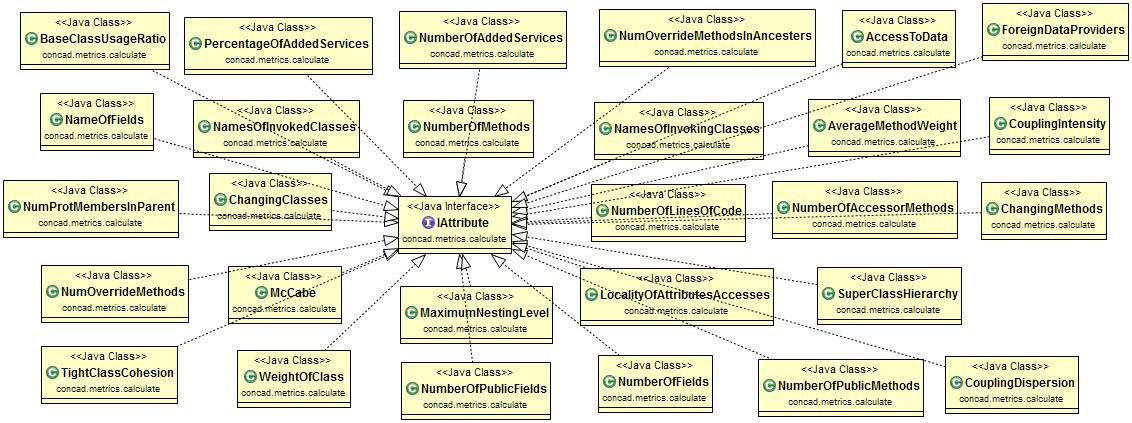 <<Java Class>>
BaseClassUsageRatio
concad.metrics.calculate
<<Java Class>>
PercentageOfAddedServices
concad.metrics.calculate
<<Java Class>>
NumberOfAddedServices
concad.metrics.calculate
<<Java Class>>
NumOverrideMethodsInAncesters
concad.metrics.calculate
<<Java Class>>
AccessToData
concad.metrics.calculate
<<Java Class>>
ForeignDataProviders
concad.metrics.calculate
<<Java Class>>
NameOfFields
concad.metrics.calculate
<<Java Class>>
NamesOfInvokedClasses
concad.metrics.calculate
<<Java Class>>
NumberOfMethods
concad.metrics.calculate
<<Java Class>>
NamesOfInvokingClasses
concad.metrics.calculate
<<Java Class>>
AverageMethodWeight
concad.metrics.calculate
<<Java Class>>
CouplingIntensity
concad.metrics.calculate
<<Java Class>>
NumProtMembersInParent
concad.metrics.calculate
<<Java Class>>
ChangingClasses
concad.metrics.calculate
<<Java Interface>>
IAttribute
concad.metrics.calculate
<<Java Class>>
NumberOfLinesOfCode
concad.metrics.calculate
<<Java Class>>
NumberOfAccessorMethods
concad.metrics.calculate
<<Java Class>>
ChangingMethods
concad.metrics.calculate
<<Java Class>>
NumOverrideMethods
concad.metrics.calculate
<<Java Class>>
McCabe
concad.metrics.calculate
<<Java Class>>
MaximumNestingLevel
concad.metrics.calculate
<<Java Class>>
LocalityOfAttributesAccesses
concad.metrics.calculate
<<Java Class>>
SuperClassHierarchy
concad.metrics.calculate
<<Java Class>>
TightClassCohesion
concad.metrics.calculate
<<Java Class>>
WeightOfClass
concad.metrics.calculate
<<Java Class>>
NumberOfPublicFields
concad.metrics.calculate
<<Java Class>>
NumberOfFields
concad.metrics.calculate
<<Java Class>>
NumberOfPublicMethods
concad.metrics.calculate
<<Java Class>>
CouplingDispersion
concad.metrics.calculate